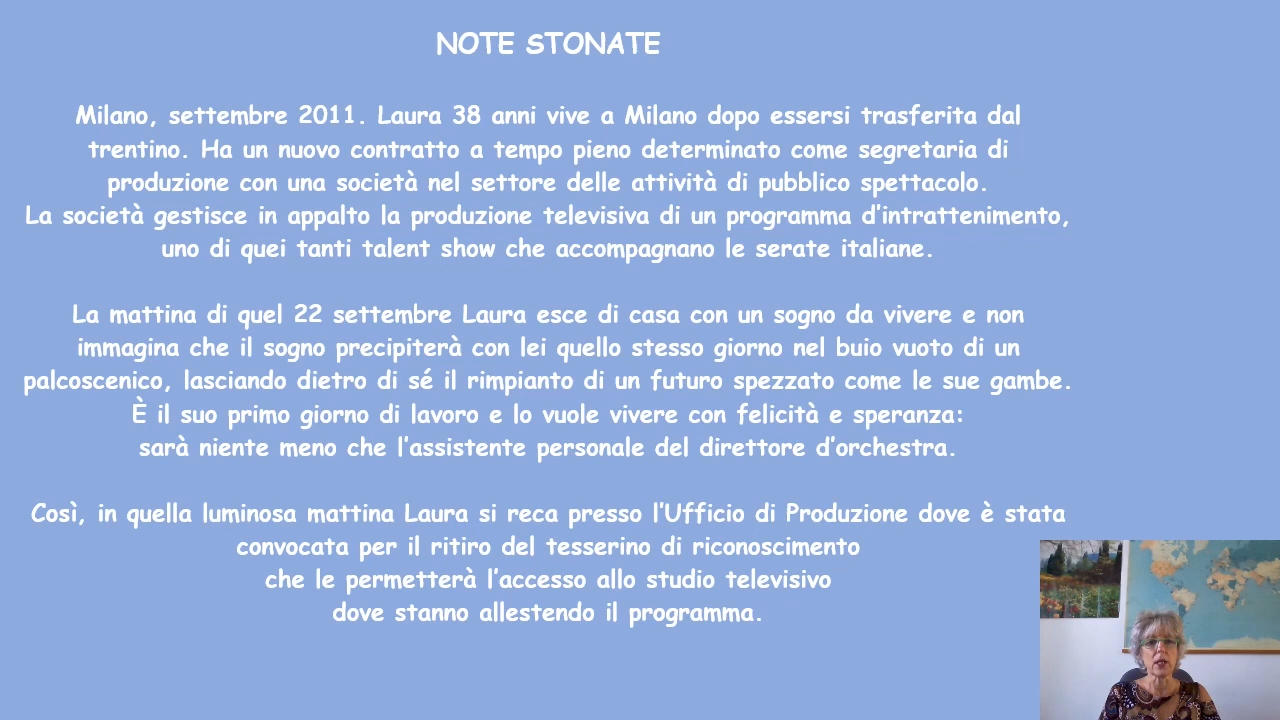 NOTE STONATE
Milano, settembre 2011. Laura 38 anni vive a Milano dopo essersi trasferita dal
trentino. Ha un nuovo contratto a tempo pieno determinato come segretaria di
produzione con una società nel settore delle attività di pubblico spettacolo.
La società gestisce in appalto la produzione televisiva di un programma d'intrattenimento,
uno di quei tanti talent show che accompagnano le serate italiane.
La mattina di quel 22 settembre Laura esce di casa con un sogno da vivere e non
immagina che il sogno precipiterà con lei quello stesso giorno nel buio vuoto di un
palcoscenico, lasciando dietro di sé il rimpianto di un futuro spezzato come le sue gambe.
È il suo primo giorno di lavoro e lo vuole vivere con felicità e speranza:
sarà niente meno che l'assistente personale del direttore d'orchestra.
Così, in quella luminosa mattina Laura si reca presso l'Ufficio di Produzione dove è stata
convocata per il ritiro del tesserino di riconoscimento
che le permetterà l'accesso allo studio televisivo
dove stanno allestendo il programma.